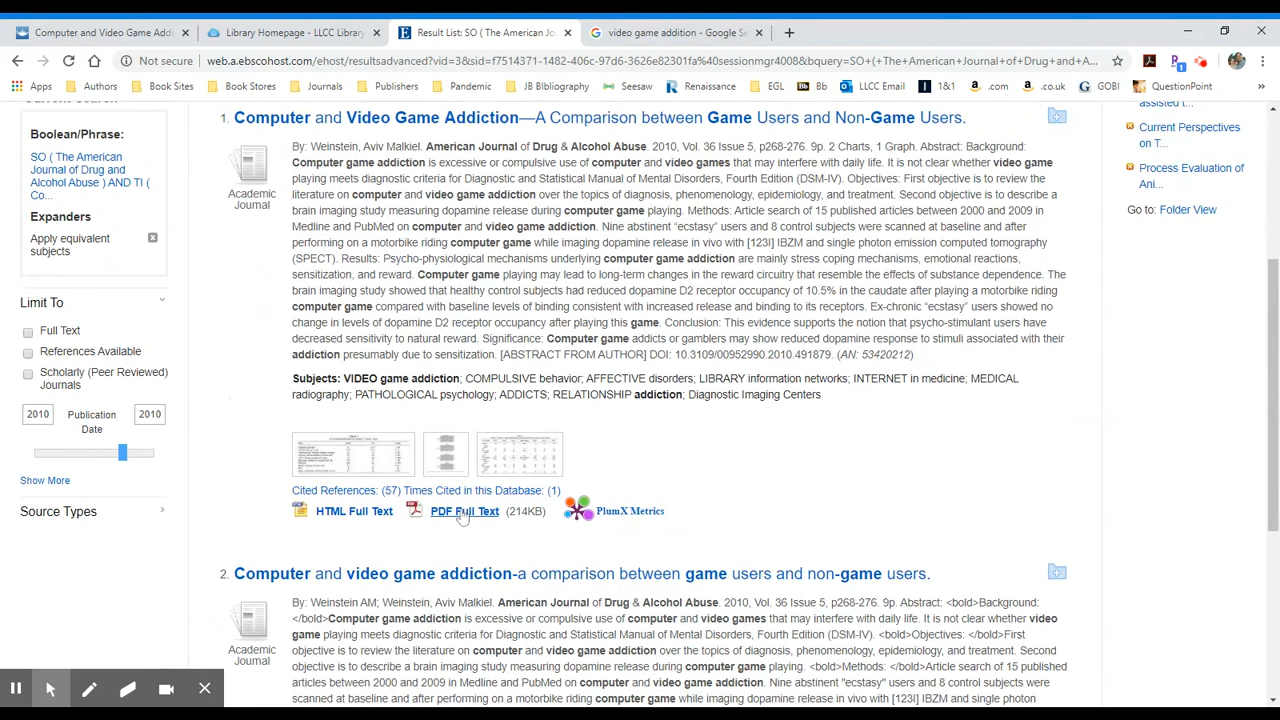 Computer and Video Game Addi
Library Homepage - LLCC Library
Result List: SO ( The American Jo
video game addition - Google Se
Not secure
web.a.ebscohost.com/ehost/resultsadvanced?vid=3&sid=f7514371-1482-406c-97d6-3626e82301fa%40sessionmgr4008&bquery=SO+(+The+American+Journal+of+Drug+and+A...
Apps
Authors
Book Sites
Book Stores
Journals
Publishers
Pandemic
JB BIbliography
Seesaw
Renaissance
EGL
Bb
LLCC Email
1&1
.com
.co.uk
GOBI
QuestionPoint
Boolean/Phrase:
SO ( The American
Journal of Drug and
Alcohol Abuse ) AND TI (
Co...
Expanders
Apply equivalent
subjects
Limit To
Full Text
References Available
Scholarly (Peer Reviewed)
Journals
2010
Publication
Date
2010
Show More
Source Types
1.
Computer and Video Game Addiction—A Comparison between Game Users and Non-Game Users.
Academic
Journal
By: Weinstein, Aviv Malkiel. American Journal of Drug & Alcohol Abuse. 2010, Vol. 36 Issue 5, p268-276. 9p. 2 Charts, 1 Graph. Abstract: Background:
Computer game addiction is excessive or compulsive use of computer and video games that may interfere with daily life. It is not clear whether video game
playing meets diagnostic criteria for Diagnostic and Statistical Manual of Mental Disorders, Fourth Edition (DSM-IV). Objectives: First objective is to review the
literature on computer and video game addiction over the topics of diagnosis, phenomenology, epidemiology, and treatment. Second objective is to describe a
brain imaging study measuring dopamine release during computer game playing. Methods: Article search of 15 published articles between 2000 and 2009 in
Medline and PubMed on computer and video game addiction. Nine abstinent "ecstasy" users and 8 control subjects were scanned at baseline and after
performing on a motorbike riding computer game while imaging dopamine release in vivo with [123I] IBZM and single photon emission computed tomography
(SPECT). Results: Psycho-physiological mechanisms underlying computer game addiction are mainly stress coping mechanisms, emotional reactions,
sensitization, and reward. Computer game playing may lead to long-term changes in the reward circuitry that resemble the effects of substance dependence. The
brain imaging study showed that healthy control subjects had reduced dopamine D2 receptor occupancy of 10.5% in the caudate after playing a motorbike riding
computer game compared with baseline levels of binding consistent with increased release and binding to its receptors. Ex-chronic "ecstasy" users showed no
change in levels of dopamine D2 receptor occupancy after playing this game. Conclusion: This evidence supports the notion that psycho-stimulant users have
decreased sensitivity to natural reward. Significance: Computer game addicts or gamblers may show reduced dopamine response to stimuli associated with their
addiction presumably due to sensitization. [ABSTRACT FROM AUTHOR] DOI: 10.3109/00952990.2010.491879. (AN: 53420212)
Subjects: VIDEO game addiction; COMPULSIVE behavior; AFFECTIVE disorders; LIBRARY information networks; INTERNET in medicine; MEDICAL
radiography; PATHOLOGICAL psychology; ADDICTS; RELATIONSHIP addiction; Diagnostic Imaging Centers
Cited References: (57) Times Cited in this Database: (1)
HTML Full Text
PDF Full Text
(214KB)
PlumX Metrics
2.
Computer and video game addiction-a comparison between game users and non-game users.
Academic
Journal
By: Weinstein AM; Weinstein, Aviv Malkiel. American Journal of Drug & Alcohol Abuse. 2010, Vol. 36 Issue 5, p268-276. 9p. Abstract: <bold>Background:
</bold>Computer game addiction is excessive or compulsive use of computer and video games that may interfere with daily life. It is not clear whether video
game playing meets diagnostic criteria for Diagnostic and Statistical Manual of Mental Disorders, Fourth Edition (DSM-IV). <bold>Objectives: </bold>First
objective is to review the literature on computer and video game addiction over the topics of diagnosis, phenomenology, epidemiology, and treatment. Second
objective is to describe a brain imaging study measuring dopamine release during computer game playing. <bold>Methods: </bold>Article search of 15 published
articles between 2000 and 2009 in Medline and PubMed on computer and video game addiction. Nine abstinent "ecstasy" users and 8 control subjects were
scanned at baseline and after performing on a motorbike riding computer game while imaging dopamine release in vivo with [123I] IBZM and single photon
assisted t...
Current Perspectives
on T...
Process Evaluation of
Ani...
Go to: Folder View